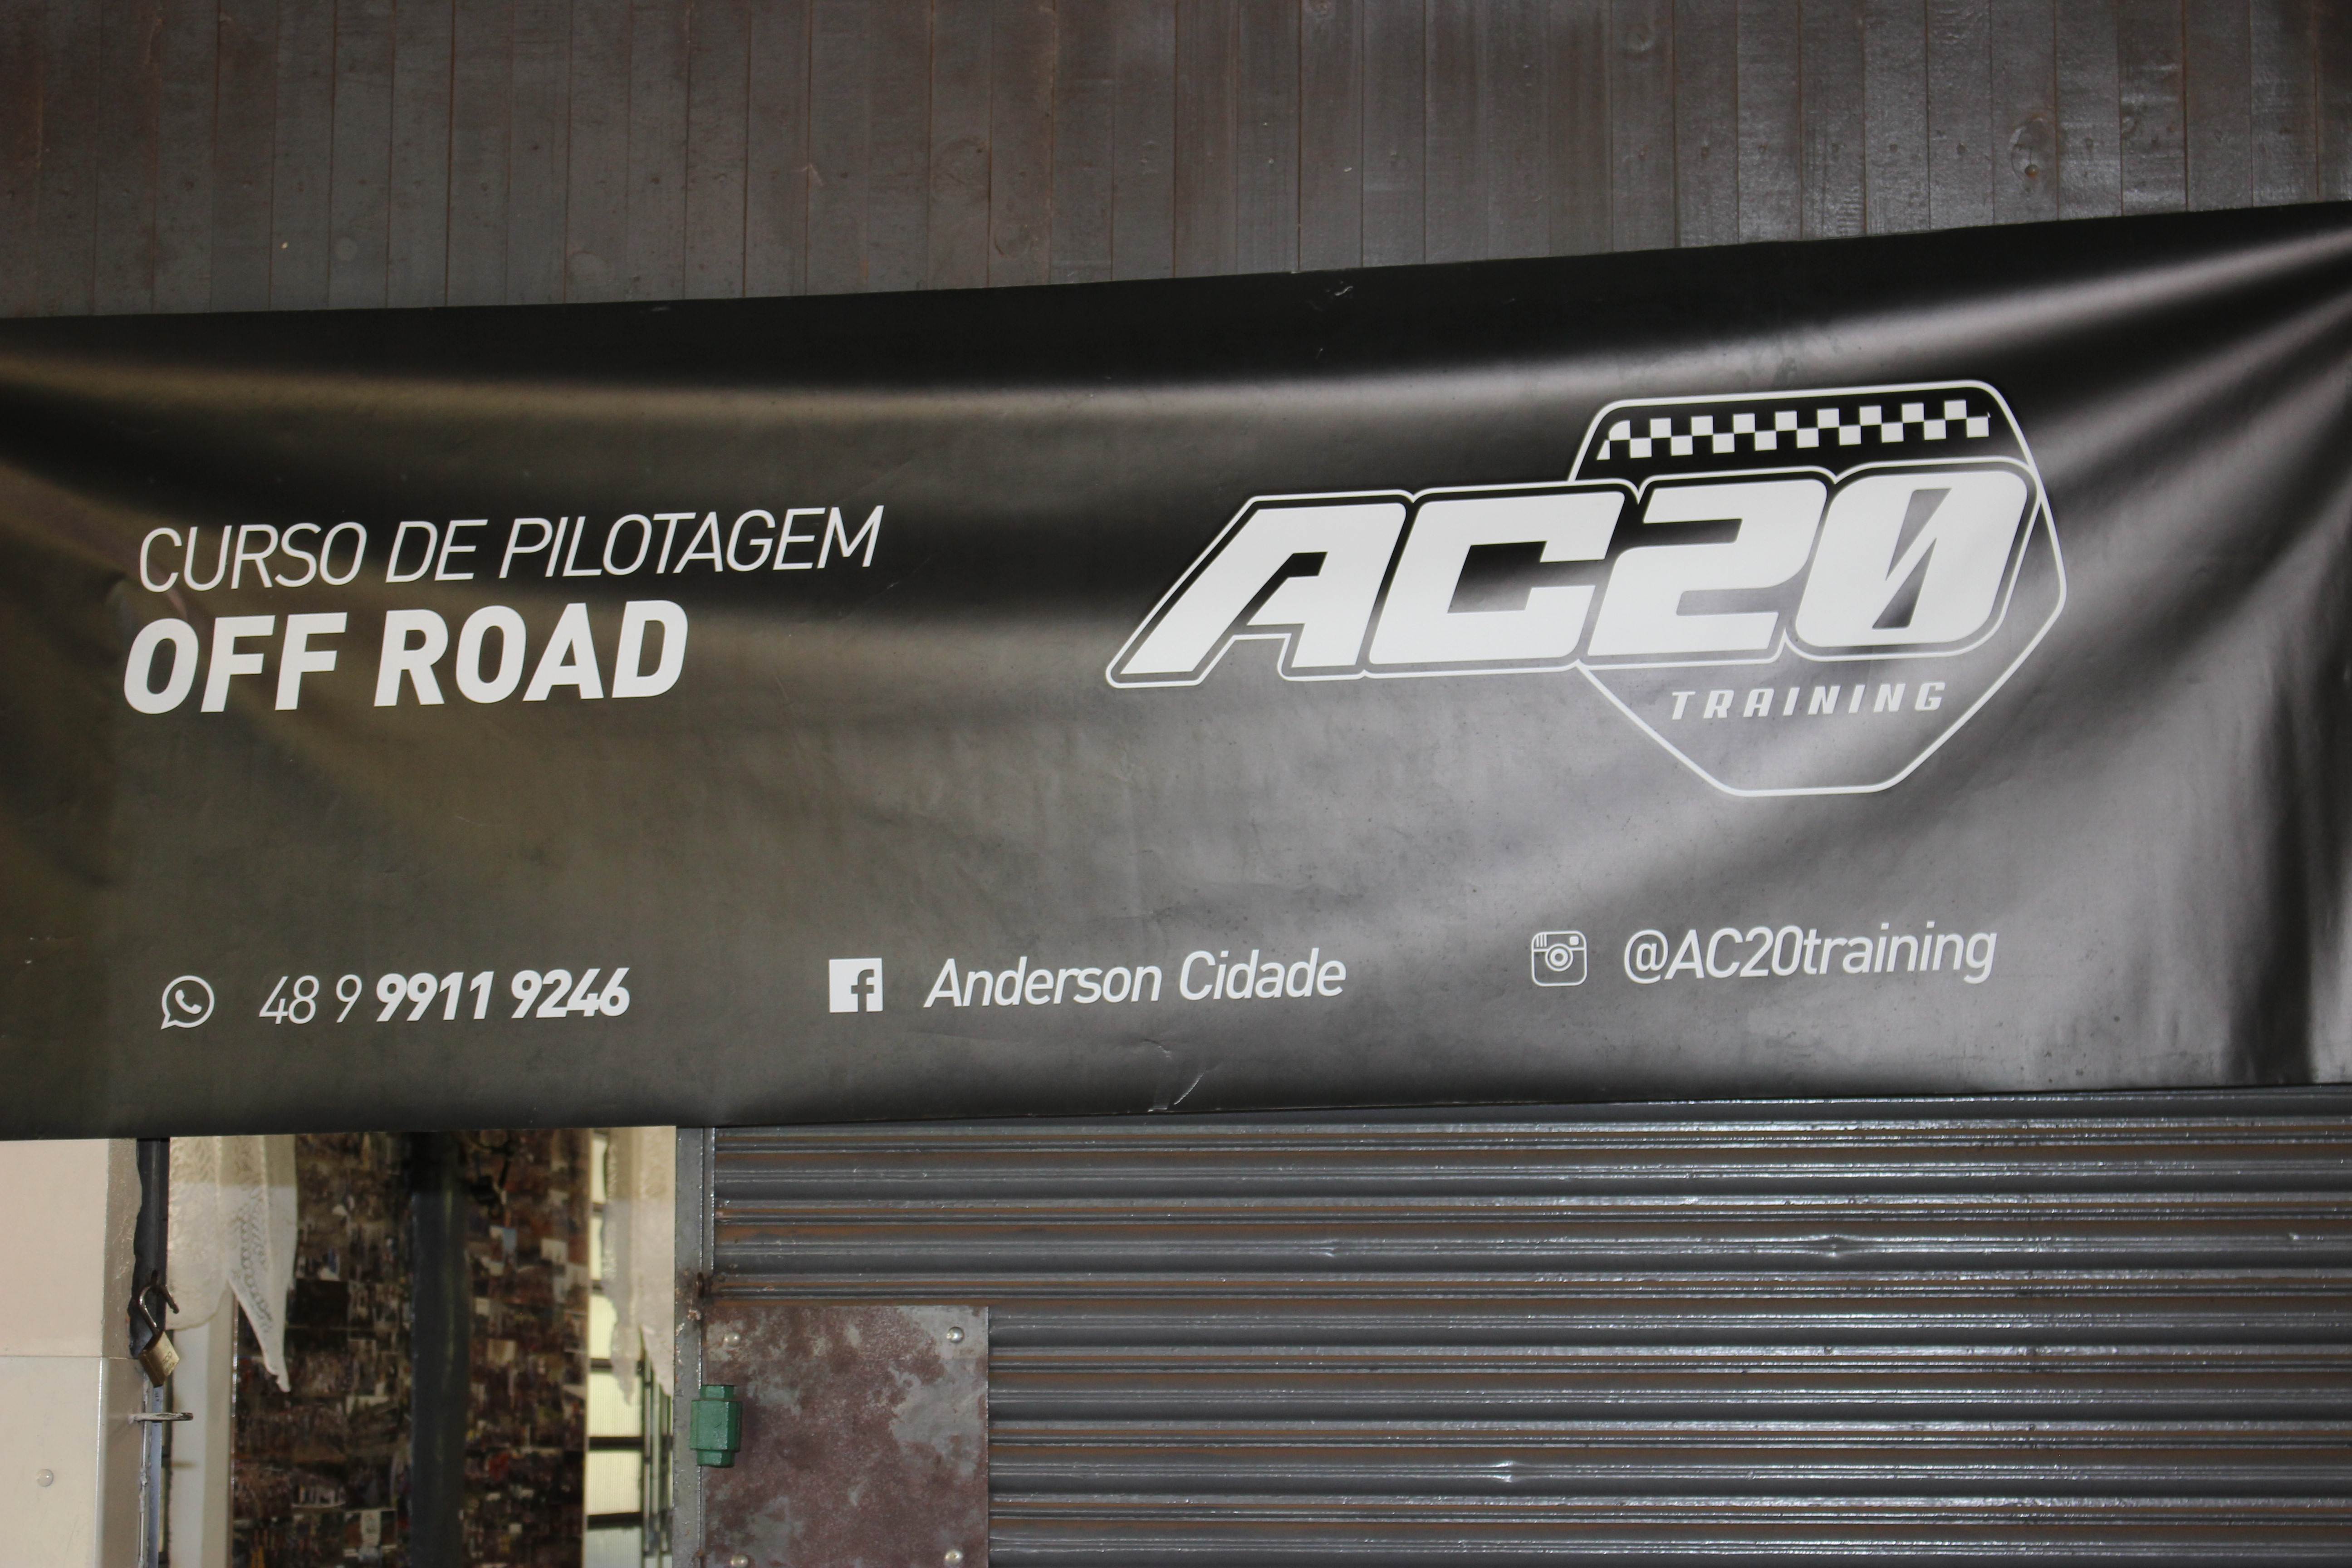 CURSO DE PILOTAGEM
OFF ROAD
AC20
TRAINING
48 9 9911 9246
Anderson Cidade
@AC20training